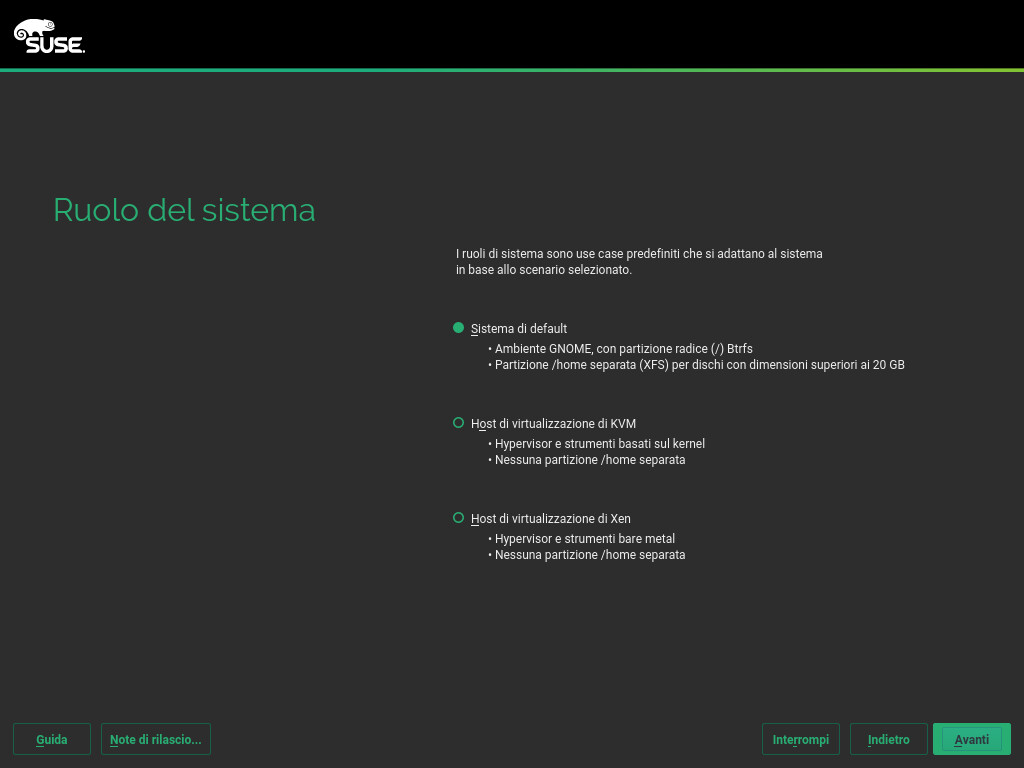 SUSE.
Ruolo del sistema
I ruoli di sistema sono use case predefiniti che si adattano al sistema
in base allo scenario selezionato.
Sistema di default
• Ambiente GNOME, con partizione radice (/) Btrfs
• Partizione /home separata (XFS) per dischi con dimensioni superiori ai 20 GB
Host di virtualizzazione di KVM
• Hypervisor e strumenti basati sul kernel
• Nessuna partizione /home separata
Host di virtualizzazione di Xen
• Hypervisor e strumenti bare metal
• Nessuna partizione /home separata
Guida Note di rilascio... Interrompi Indietro Avanti